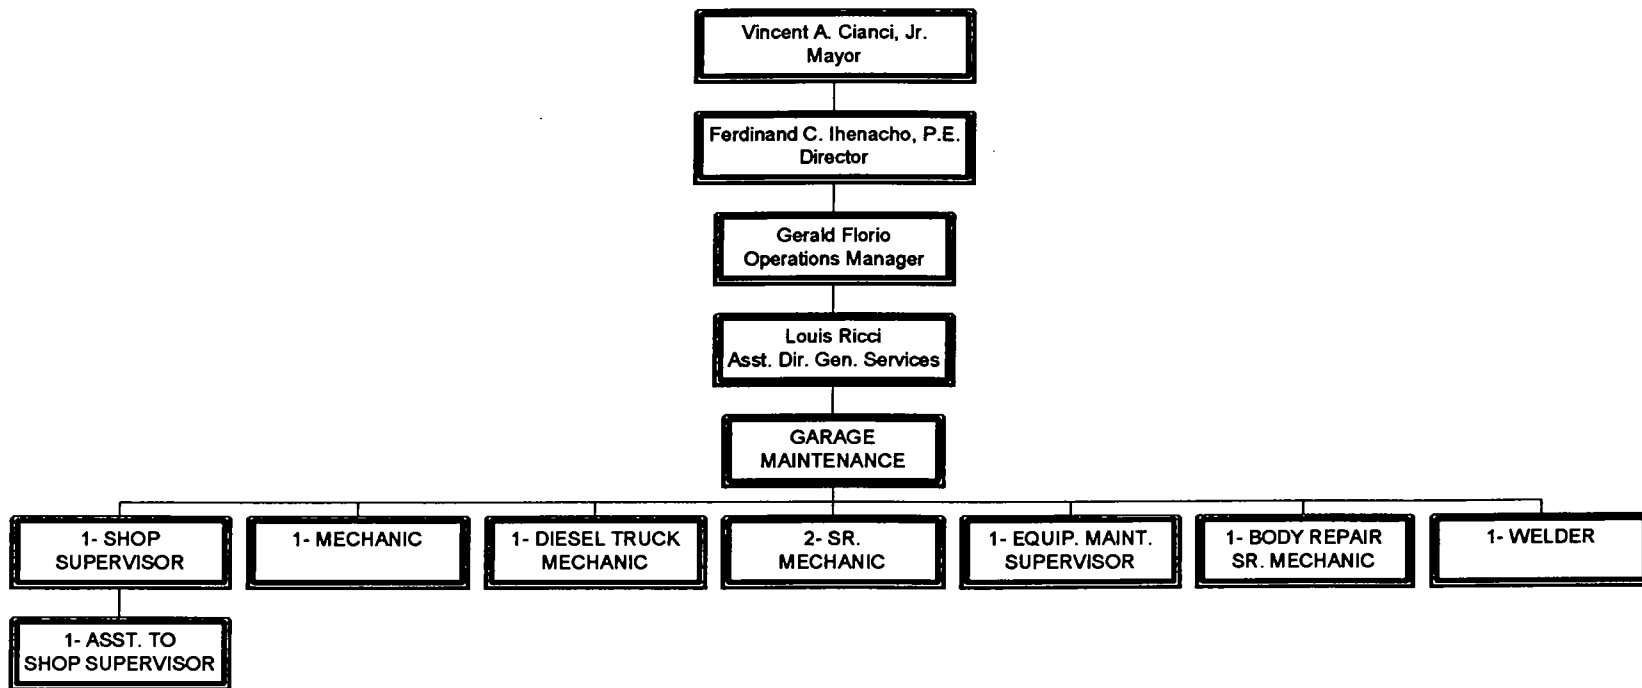 Vincent A. Cianci, Jr.
Mayor
Ferdinand C. Ihenacho, P.E.
Director
Gerald Florio
Operations Manager
Louis Ricci
Asst. Dir. Gen. Services
GARAGE
MAINTENANCE
1- SHOP
SUPERVISOR
1- MECHANIC
1- DIESEL TRUCK
MECHANIC
2- SR.
MECHANIC
1- EQUIP. MAINT.
SUPERVISOR
1- BODY REPAIR
SR. MECHANIC
1- WELDER
1- ASST. TO
SHOP SUPERVISOR